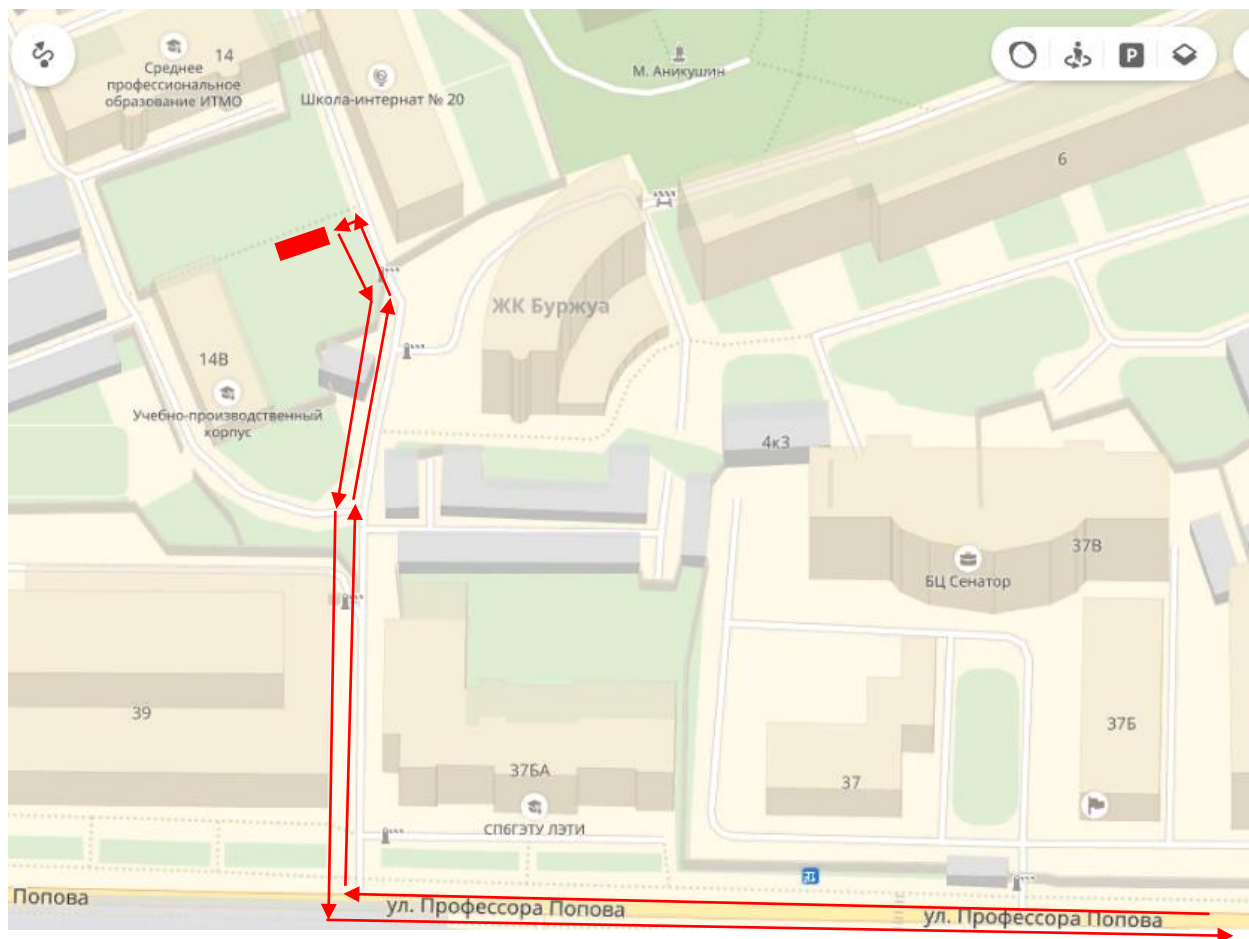 14
Среднее
профессиональное
образование ИТМО
Школа-интернат № 20
М. Аникушин
P
6
ЖК Буржуа
14В
Учебно-производственный
корпус
4к3
37В
БЦ Сенатор
39
37Б
37БА
37
СПбГЭТУ ЛЭТИ
Попова
ул. Профессора Попова
ул. Профессора Попова